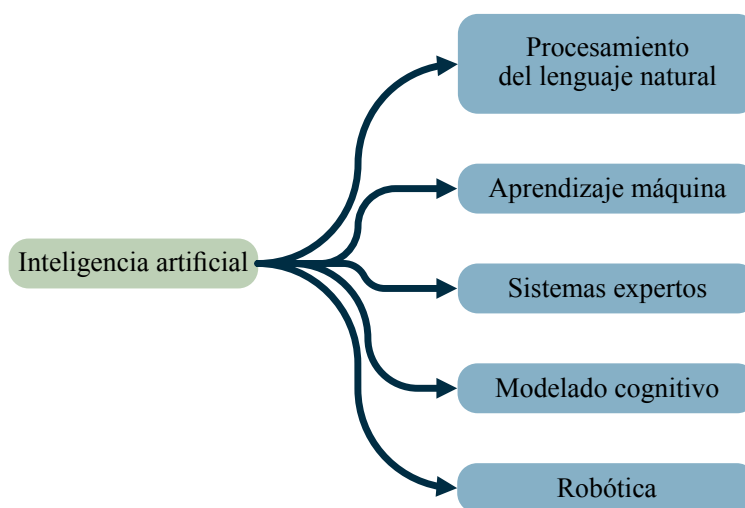 Procesamiento
del lenguaje natural
Aprendizaje máquina
Inteligencia artificial
Sistemas expertos
Modelado cognitivo
Robótica